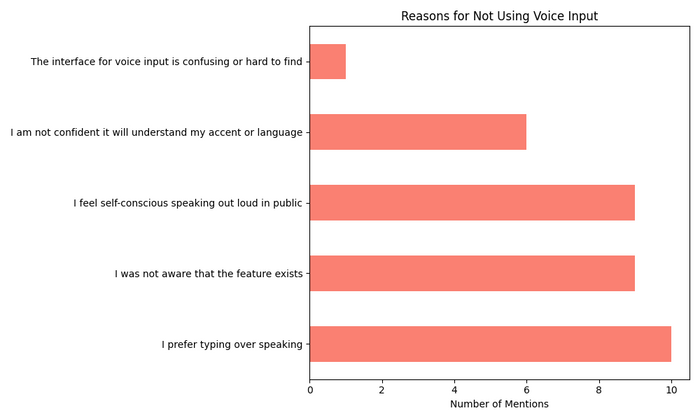 Reasons for Not Using Voice Input
The interface for voice input is confusing or hard to find
I am not confident it will understand my accent or language
I feel self-conscious speaking out loud in public
I was not aware that the feature exists
I prefer typing over speaking
0 2 4 6 8 10
Number of Mentions